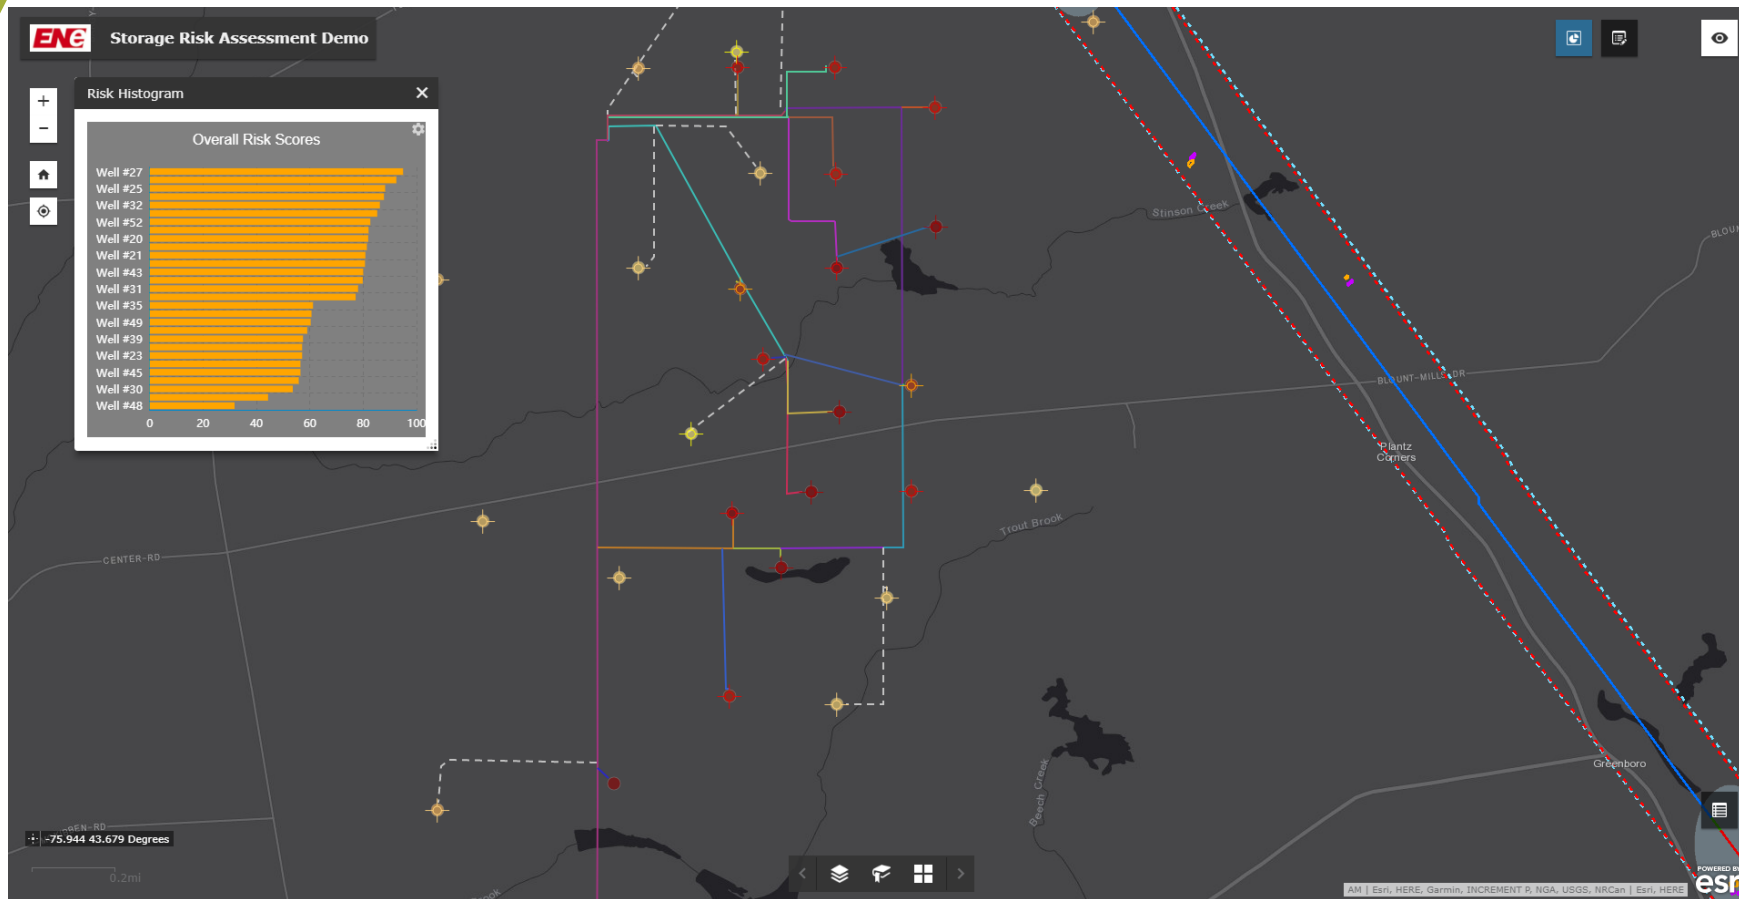 ENe Storage Risk Assessment Demo
Risk Histogram
Overall Risk Scores
Well #27
Well #25
Well #32
Well #52
Well #20
Well #21
Well #43
Well #31
Well #35
Well #49
Well #39
Well #23
Well #45
Well #30
Well #48
0 20 40 60 80 100
Stinson Creek
BLOUNT
BLOUNT-MILLS DR
Plantz
Corners
Trout Brook
CENTER-RD
Greenboro
Beech Creek
BEN-RD
-75.944 43.679 Degrees
0.2mi
ook
AM | Esri, HERE, Garmin, INCREMENT P, NGA, USGS, NRCan | Esri, HERE
POWERED BY
esri